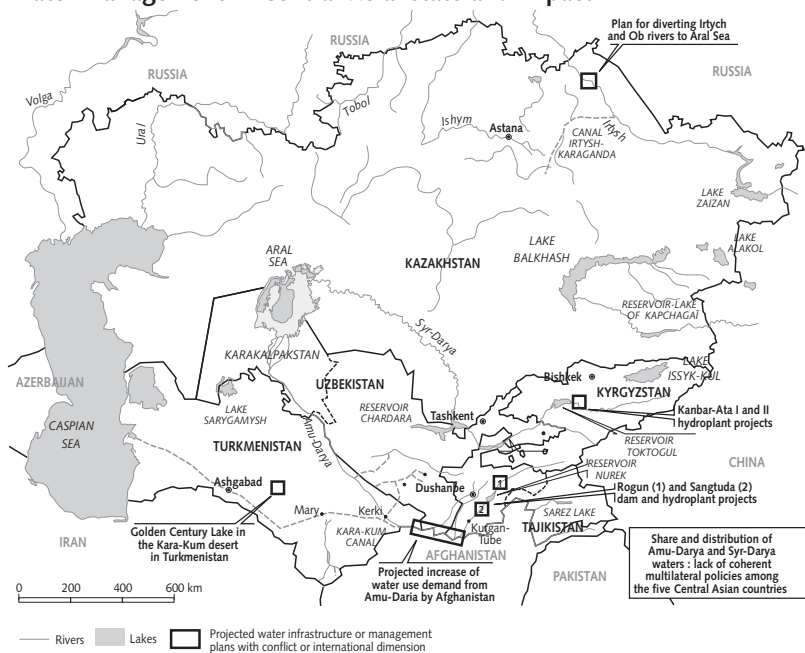 Plan for diverting Irtych
and Ob rivers to Aral Sea
RUSSIA
RUSSIA
RUSSIA
Volga
Ural
Tobol
Ishym
Astana
Irtysh
CANAL
IRTYSH-
KARAGANDA
LAKE
ZAIZAN
LAKE
ALAKOL
ARAL
SEA
KAZAKHSTAN
LAKE
BALKHASH
RESERVOIR-LAKE
OF KAPCHAGAÏ
Syr-Darya
KARAKALPAKSTAN
AZERBAIJAN
UZBEKISTAN
Bishkek
LAKE
ISSYK-KUL
KYRGYZSTAN
CASPIAN
SEA
LAKE
SARYGAMYSH
RESERVOIR
CHARDARA
Tashkent
Kanbar-Ata I and II
hydroplant projects
RESERVOIR
TOKTOGUL
TURKMENISTAN
Amu-Darya
CHINA
RESERVOIR
NUREK
Ashgabad
Dushanbe
1
Rogun (1) and Sangtuda (2)
dam and hydroplant projects
2
Mary
Kerki
SAREZ LAKE
Kurgan-
Tube
TAJIKISTAN
IRAN
Golden Century Lake in
the Kara-Kum desert
in Turkmenistan
KARA-KUM
CANAL
AFGHANISTAN
Projected increase of
water use demand from
Amu-Daria by Afghanistan
PAKISTAN
Share and distribution of
Amu-Darya and Syr-Darya
waters : lack of coherent
multilateral policies among
the five Central Asian countries
0 200 400 600 km
Rivers
Lakes
Projected water infrastructure or management
plans with conflict or international dimension